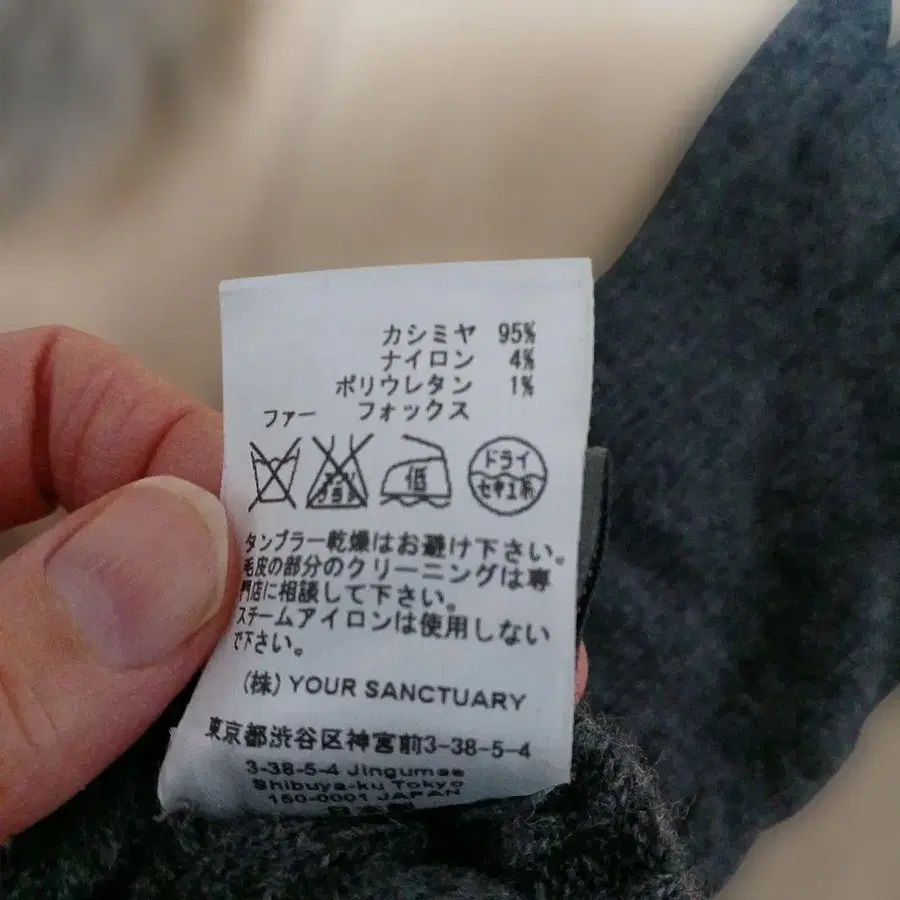 カシミヤ 95%
ナイロン 4%
ポリウレタン 1%
ファー フォックス
低
ドライ
セキユ系
タンブラー乾燥はお避け下さい。
毛皮の部分のクリーニングは専
門店に相談して下さい。
スチームアイロンは使用しない
で下さい。
(株) YOUR SANCTUARY
東京都渋谷区神宮前3-38-5-4
3-38-5-4 Jingumae
Shibuya-ku Tokyo
150-0001 JAPAN